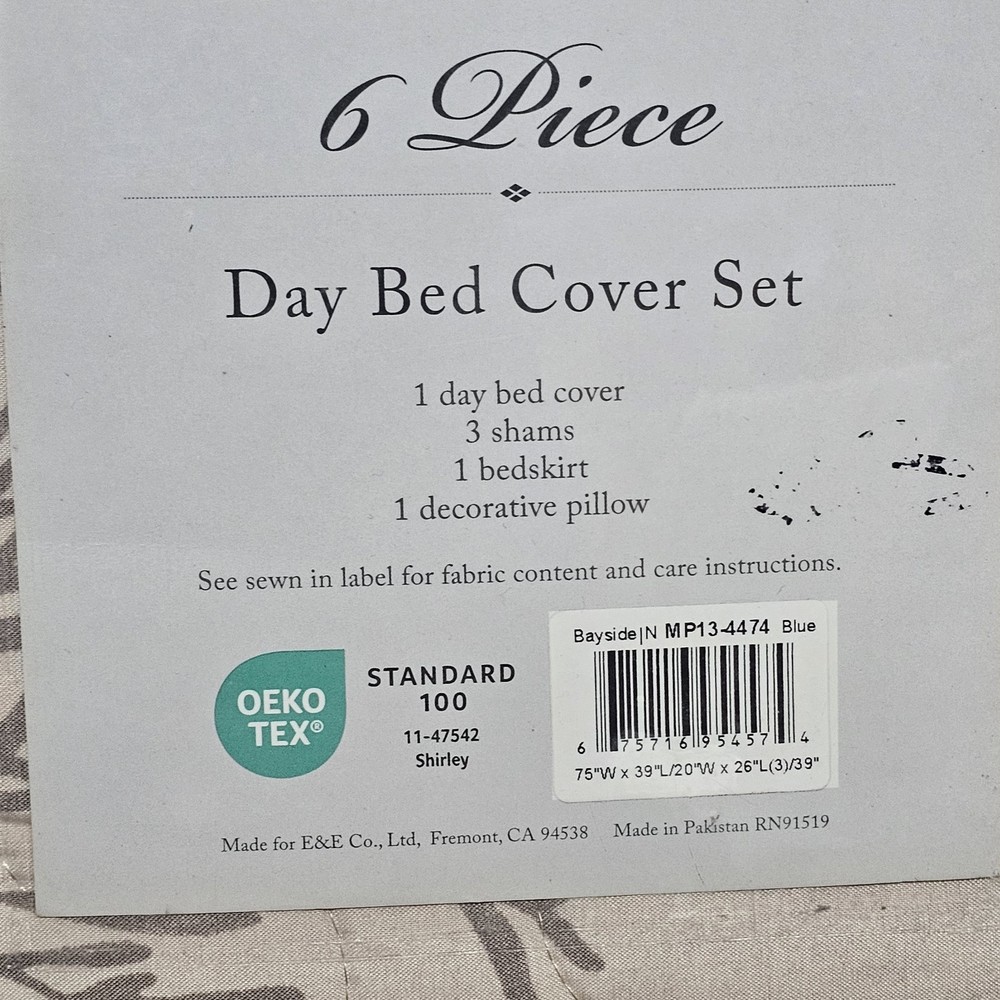 6 Piece
Day Bed Cover Set
1 day bed cover
3 shams
1 bedskirt
1 decorative pillow
See sewn in label for fabric content and care instructions.
OEKO
TEX®
STANDARD
100
11-47542
Shirley
Bayside|N MP13-4474 Blue
6 75716 95457 4
75"W x 39"L/20"W x 26"L(3)/39"
Made for E&E Co., Ltd, Fremont, CA 94538 Made in Pakistan RN91519